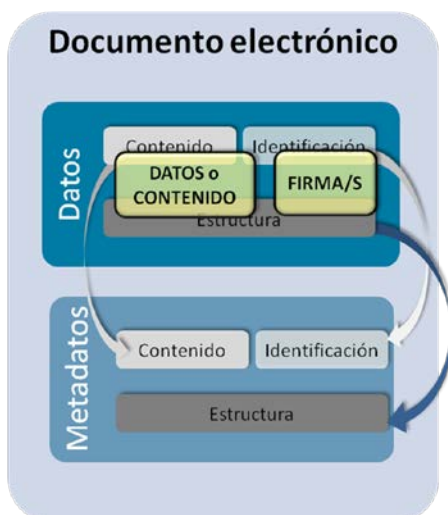 Documento electrónico
Datos
Contenido
Identificación
DATOS o
CONTENIDO
FIRMA/S
Estructura
Metadatos
Contenido
Identificación
Estructura